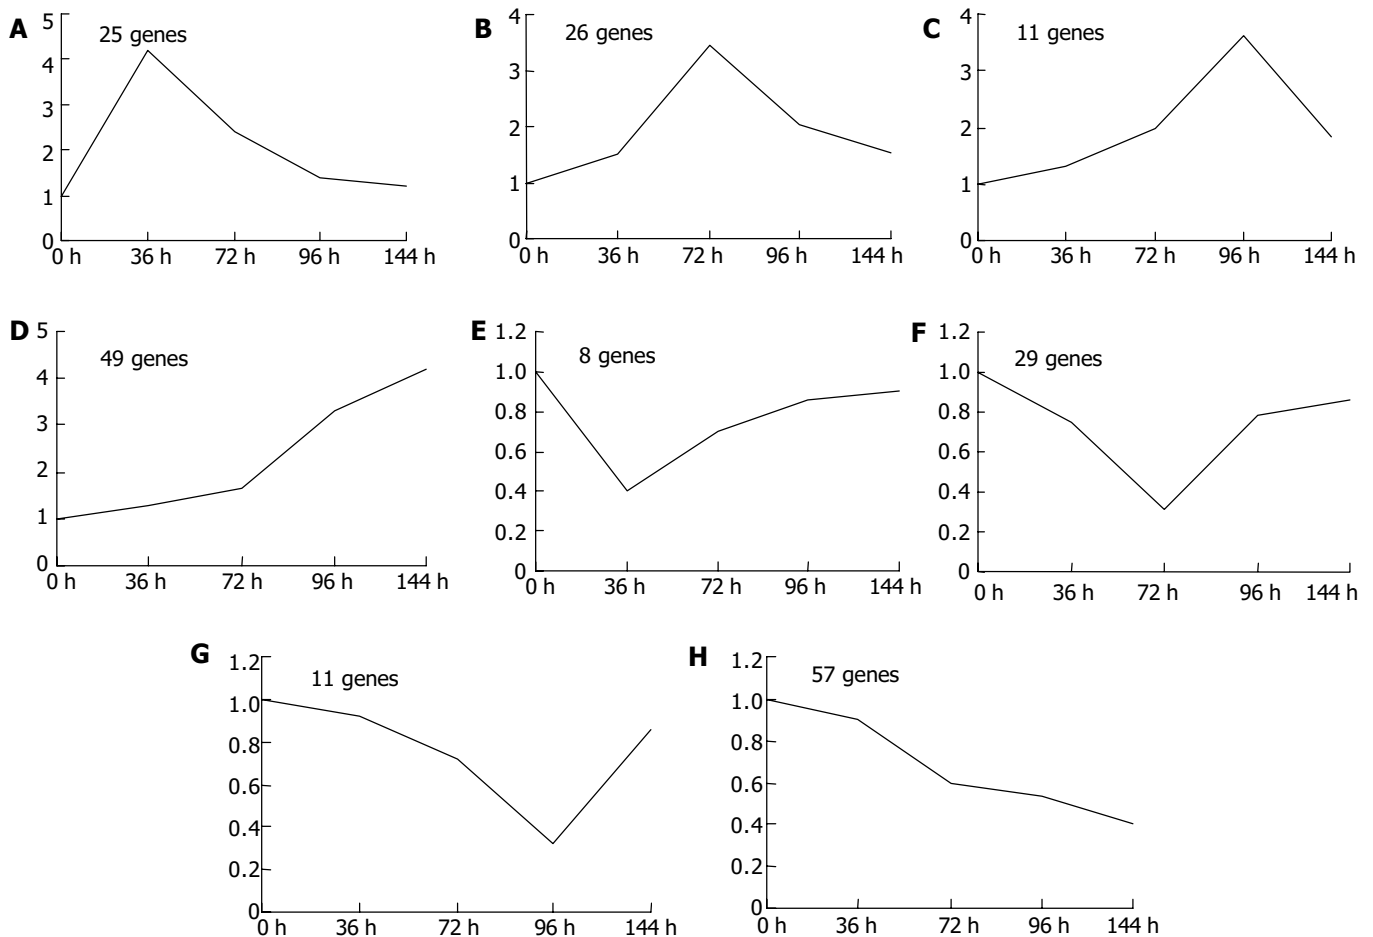 A
25 genes
5
4
3
2
1
0
0 h 36 h 72 h 96 h 144 h
B
26 genes
4
3
2
1
0
0 h 36 h 72 h 96 h 144 h
C
11 genes
4
3
2
1
0
0 h 36 h 72 h 96 h 144 h
D
49 genes
5
4
3
2
1
0
0 h 36 h 72 h 96 h 144 h
E
8 genes
1.2
1.0
0.8
0.6
0.4
0.2
0
0 h 36 h 72 h 96 h 144 h
F
29 genes
1.2
1.0
0.8
0.6
0.4
0.2
0
0 h 36 h 72 h 96 h 144 h
G
11 genes
1.2
1.0
0.8
0.6
0.4
0.2
0
0 h 36 h 72 h 96 h 144 h
H
57 genes
1.2
1.0
0.8
0.6
0.4
0.2
0
0 h 36 h 72 h 96 h 144 h